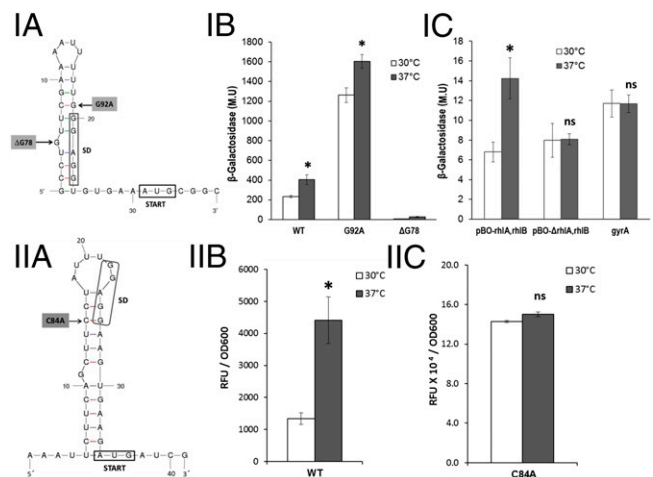 IA
IB
IC
A
U
U
A
U
A
U
A
U
10
G
G92A
20
ΔG78
SD
5'
G U G U G A A A U G C G G C
30
3'
START
β-Galactosidase (M.U)
1800
1600
1400
1200
1000
800
600
400
200
0
*
*
30°C
37°C
WT
G92A
ΔG78
β-Galactosidase (M.U)
18
16
14
12
10
8
6
4
2
0
*
ns
ns
30°C
37°C
pBO-rhlA,rhlB
pBO-ΔrhlA,rhlB
gyrA
IIA
IIB
IIC
20
SD
C84A
10
30
A A A U U A U G A U C G
5'
START
40
3'
RFU / OD600
6000
5000
4000
3000
2000
1000
0
*
30°C
37°C
WT
RFU X 10⁴ / OD600
20.0
16.0
12.0
8.0
4.0
0.0
ns
30°C
37°C
C84A